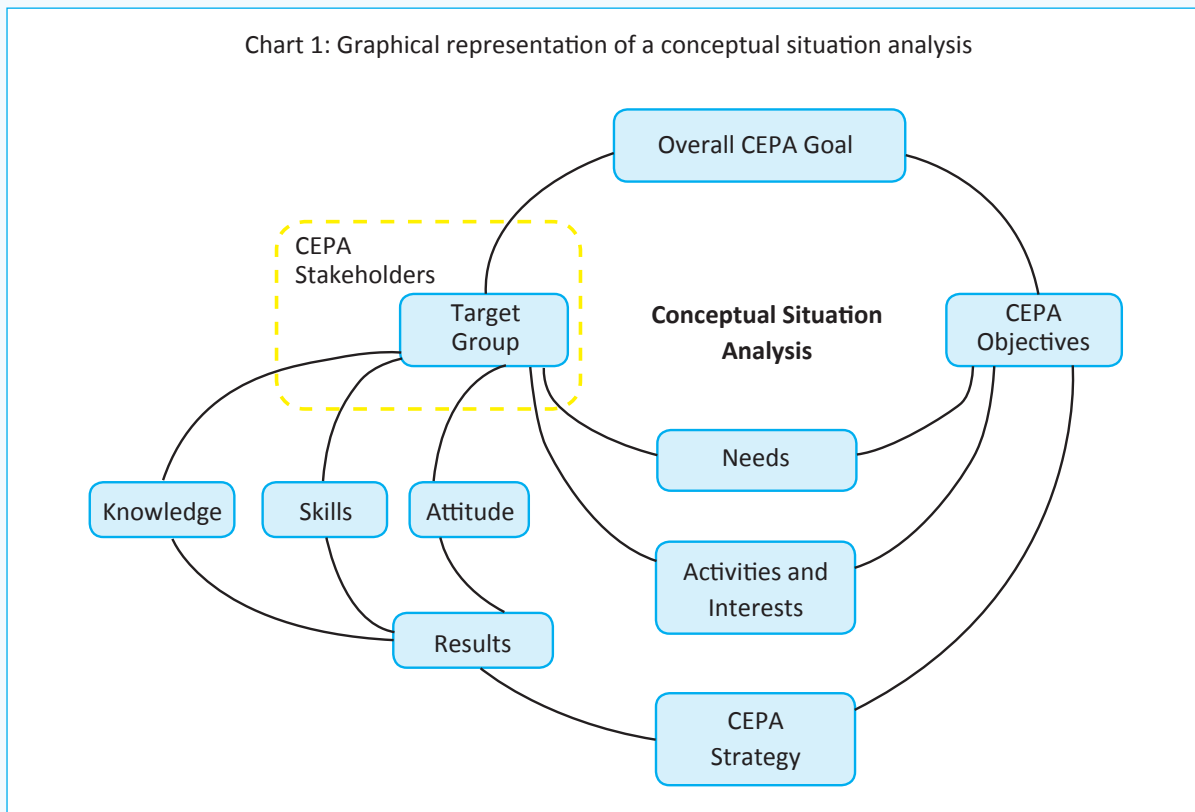 Chart 1: Graphical representation of a conceptual situation analysis
Overall CEPA Goal
CEPA
Stakeholders
Target
Group
Conceptual Situation
Analysis
CEPA
Objectives
Needs
Knowledge
Skills
Attitude
Activities and
Interests
Results
CEPA
Strategy